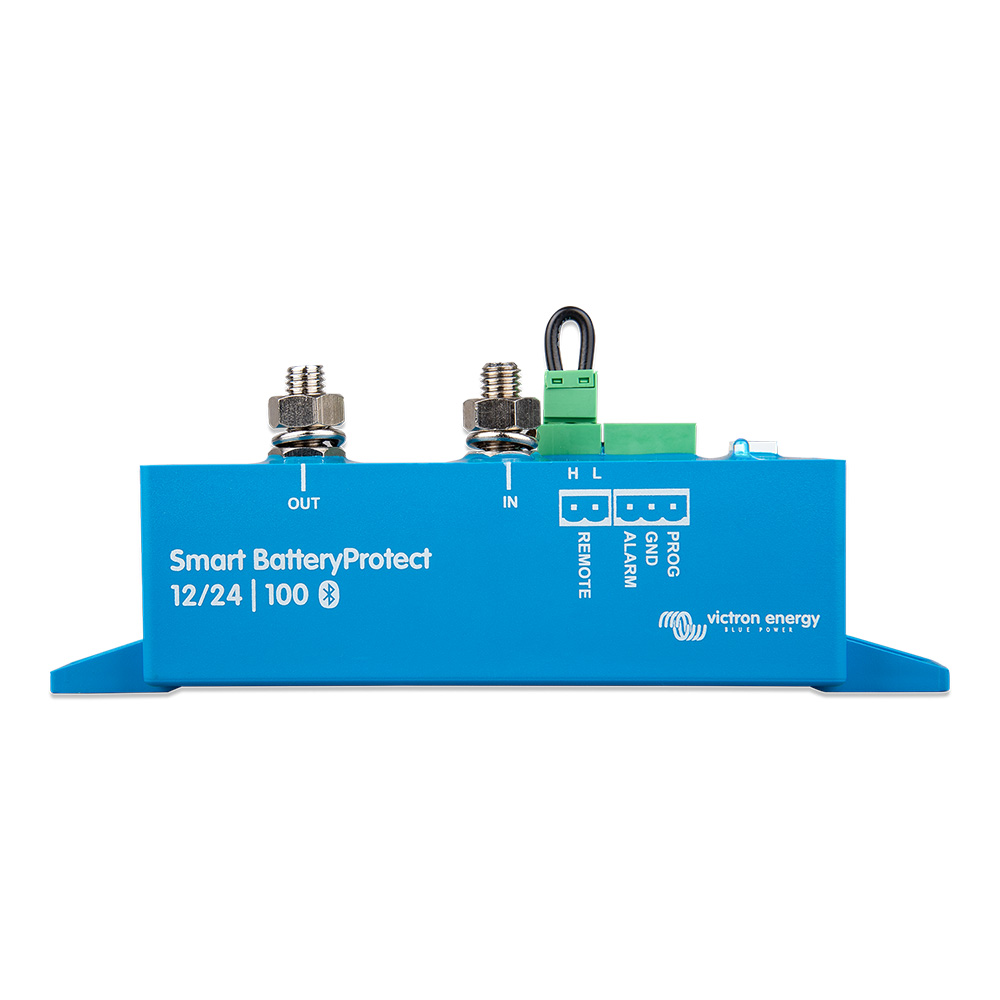 H L
OUT
IN
REMOTE
ALARM
GND
PROG
Smart BatteryProtect
12/24 | 100
victron energy
BLUE POWER